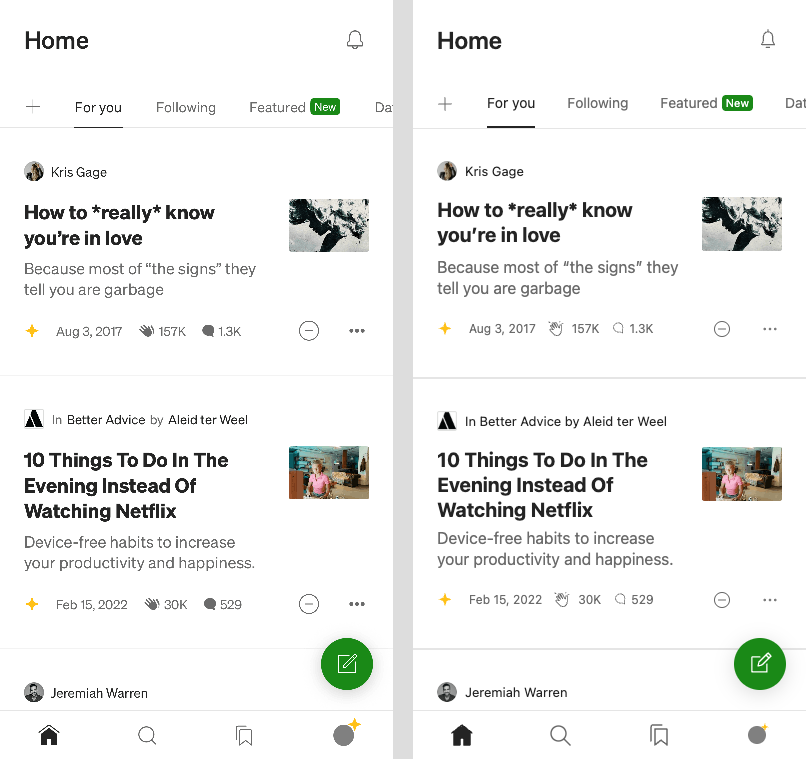 Home
For you Following Featured New Da
Kris Gage
How to *really* know
you're in love
Because most of “the signs” they
tell you are garbage
Aug 3, 2017 157K 1.3K
In Better Advice by Aleid ter Weel
10 Things To Do In The
Evening Instead Of
Watching Netflix
Device-free habits to increase
your productivity and happiness.
Feb 15, 2022 30K 529
Jeremiah Warren
Home
For you Following Featured New Dat
Kris Gage
How to *really* know
you're in love
Because most of “the signs” they
tell you are garbage
Aug 3, 2017 157K 1.3K
In Better Advice by Aleid ter Weel
10 Things To Do In The
Evening Instead Of
Watching Netflix
Device-free habits to increase
your productivity and happiness.
Feb 15, 2022 30K 529
Jeremiah Warren